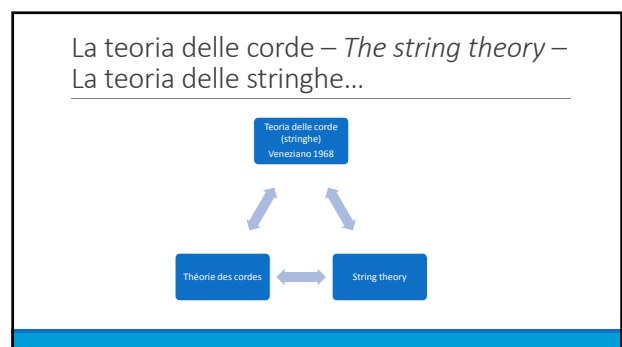 La teoria delle corde – The string theory –
La teoria delle stringhe…
Teoria delle corde
(stringhe)
Veneziano 1968
Théorie des cordes
String theory